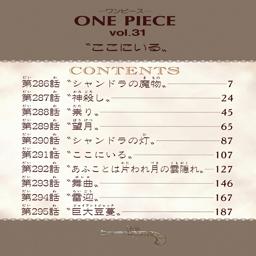 ーワンピースー
ONE PIECE
vol.31
〝ここにいる〟
CONTENTS
第286話 〝シャンドラの魔物〟 7
第287話 〝神殺し〟 24
第288話 〝祟り〟 45
第289話 〝望月〟 65
第290話 〝シャンドラの灯〟 87
第291話 〝ここにいる〟 107
第292話 〝あふことは片われ月の雲隠れ〟 127
第293話 〝舞曲〟 146
第294話 〝雷迎〟 167
第295話 〝巨大豆蔓〟 187